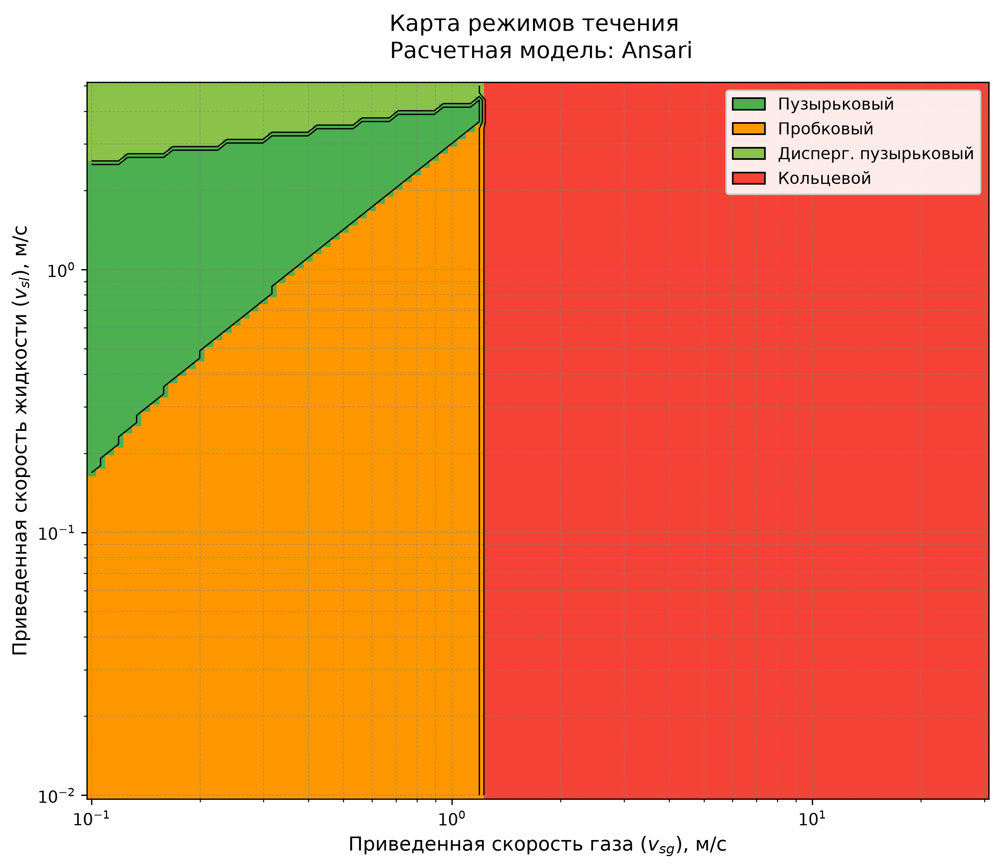 Карта режимов течения
Расчетная модель: Ansari
Пузырьковый
Пробковый
Дисперг. пузырьковый
Кольцевой
Приведенная скорость жидкости (v_sl), м/с
10⁰
10⁻¹
10⁻²
10⁻¹
10⁰
10¹
Приведенная скорость газа (v_sg), м/с